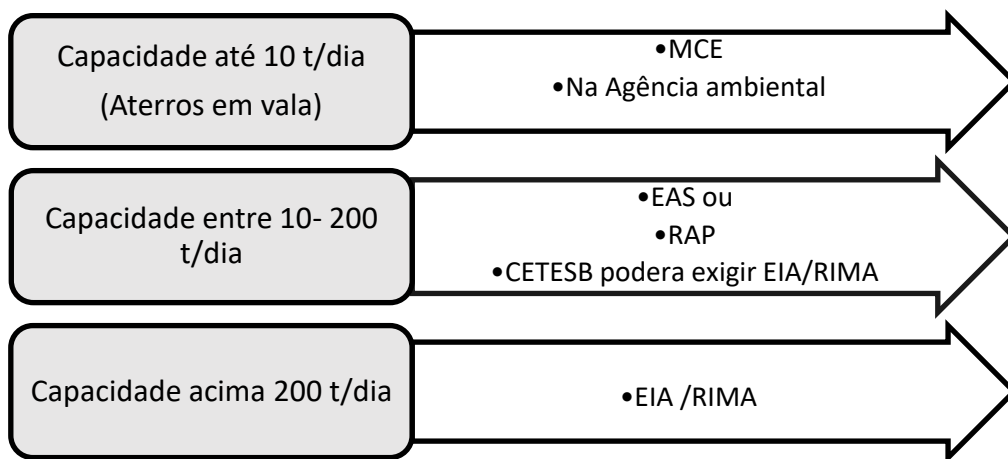 Capacidade até 10 t/dia
(Aterros em vala)
•MCE
•Na Agência ambiental
Capacidade entre 10- 200
t/dia
•EAS ou
•RAP
•CETESB podera exigir EIA/RIMA
Capacidade acima 200 t/dia
•EIA /RIMA